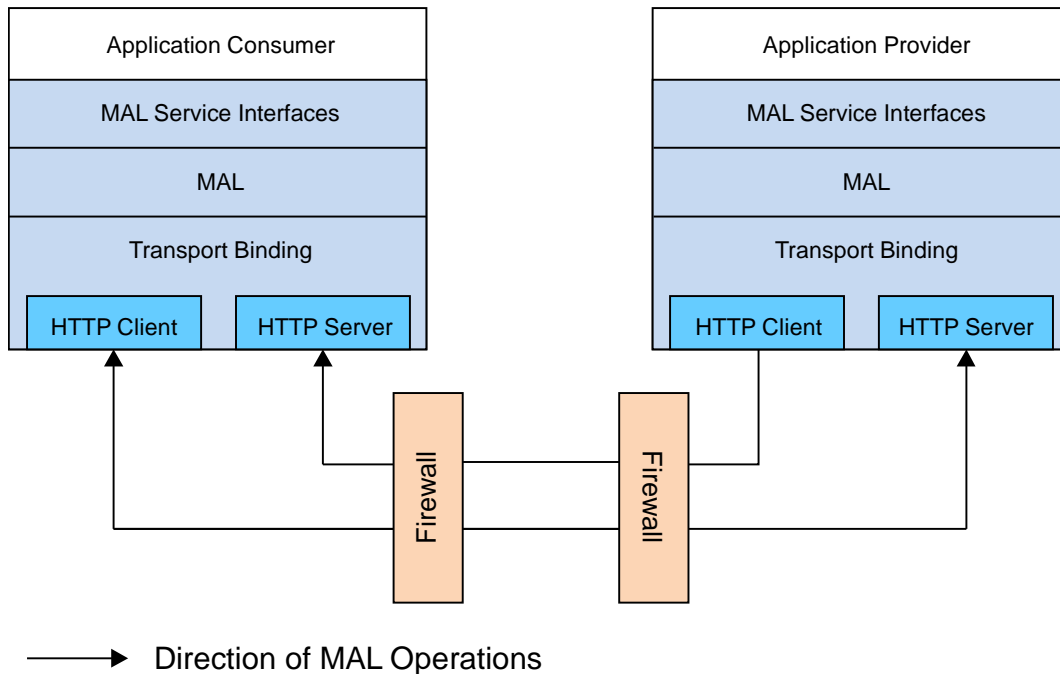 Application Consumer
Application Provider
MAL Service Interfaces
MAL Service Interfaces
MAL
MAL
Transport Binding
Transport Binding
HTTP Client
HTTP Server
HTTP Client
HTTP Server
Firewall
Firewall
Direction of MAL Operations